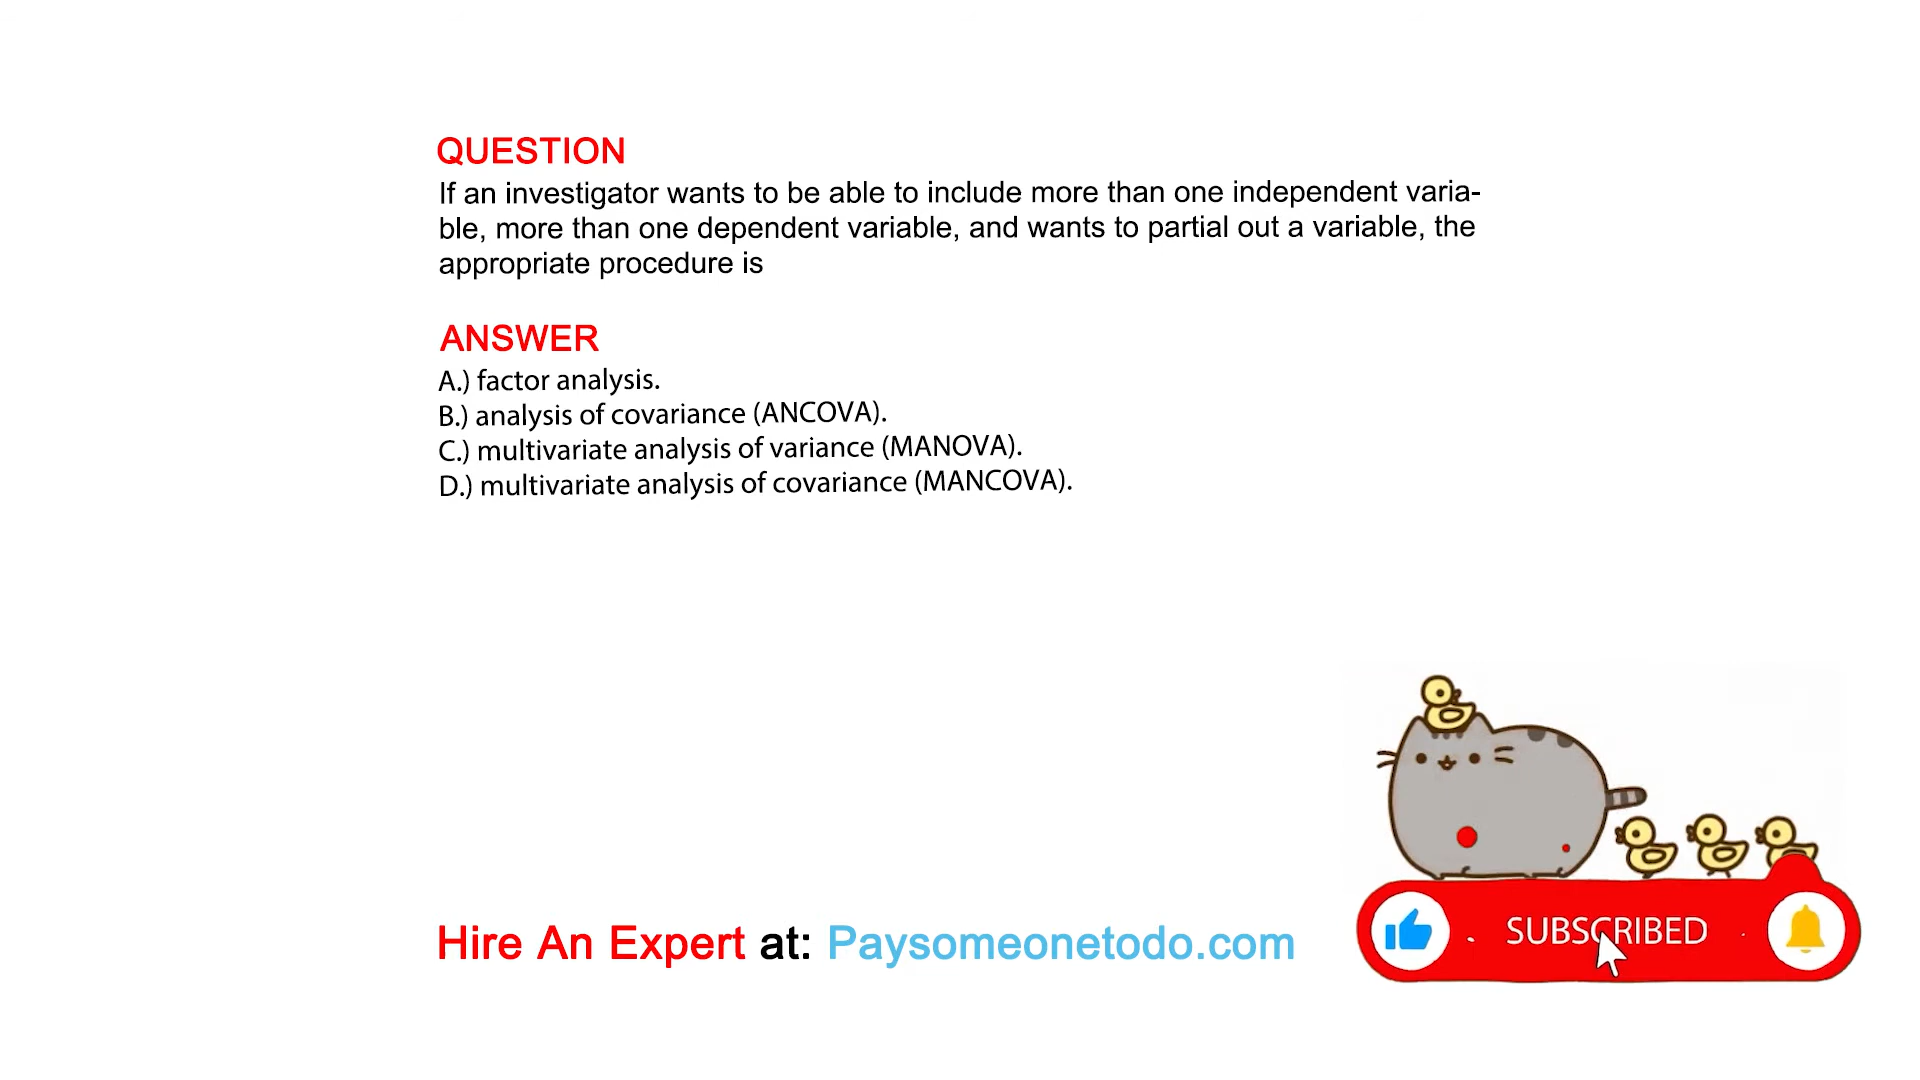 QUESTION
If an investigator wants to be able to include more than one independent varia-
ble, more than one dependent variable, and wants to partial out a variable, the
appropriate procedure is
ANSWER
A.) factor analysis.
B.) analysis of covariance (ANCOVA).
C.) multivariate analysis of variance (MANOVA).
D.) multivariate analysis of covariance (MANCOVA).
Hire An Expert at: Paysomeonetodo.com
SUBSCRIBED